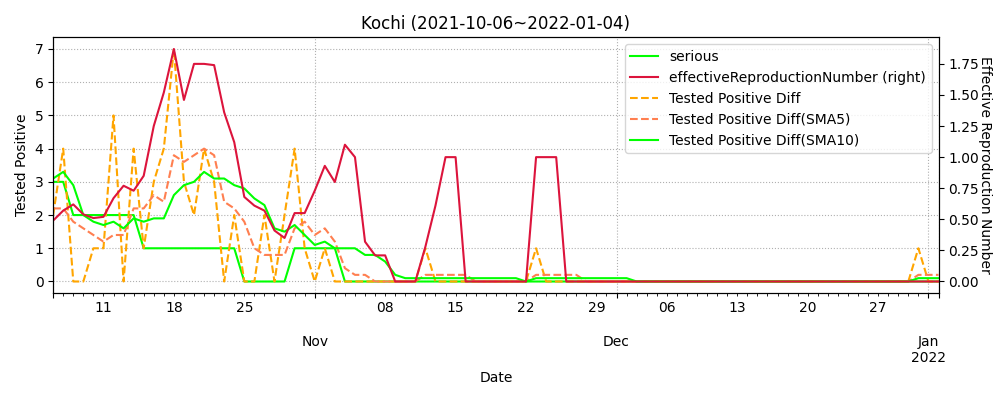 Kochi (2021-10-06~2022-01-04)
7
6
5
4
3
2
1
0
Tested Positive
serious
effectiveReproductionNumber (right)
Tested Positive Diff
Tested Positive Diff(SMA5)
Tested Positive Diff(SMA10)
1.75
1.50
1.25
1.00
0.75
0.50
0.25
0.00
Effective Reproduction Number
11 18 25 08 15 22 29 06 13 20 27
Nov Dec Jan
2022
Date